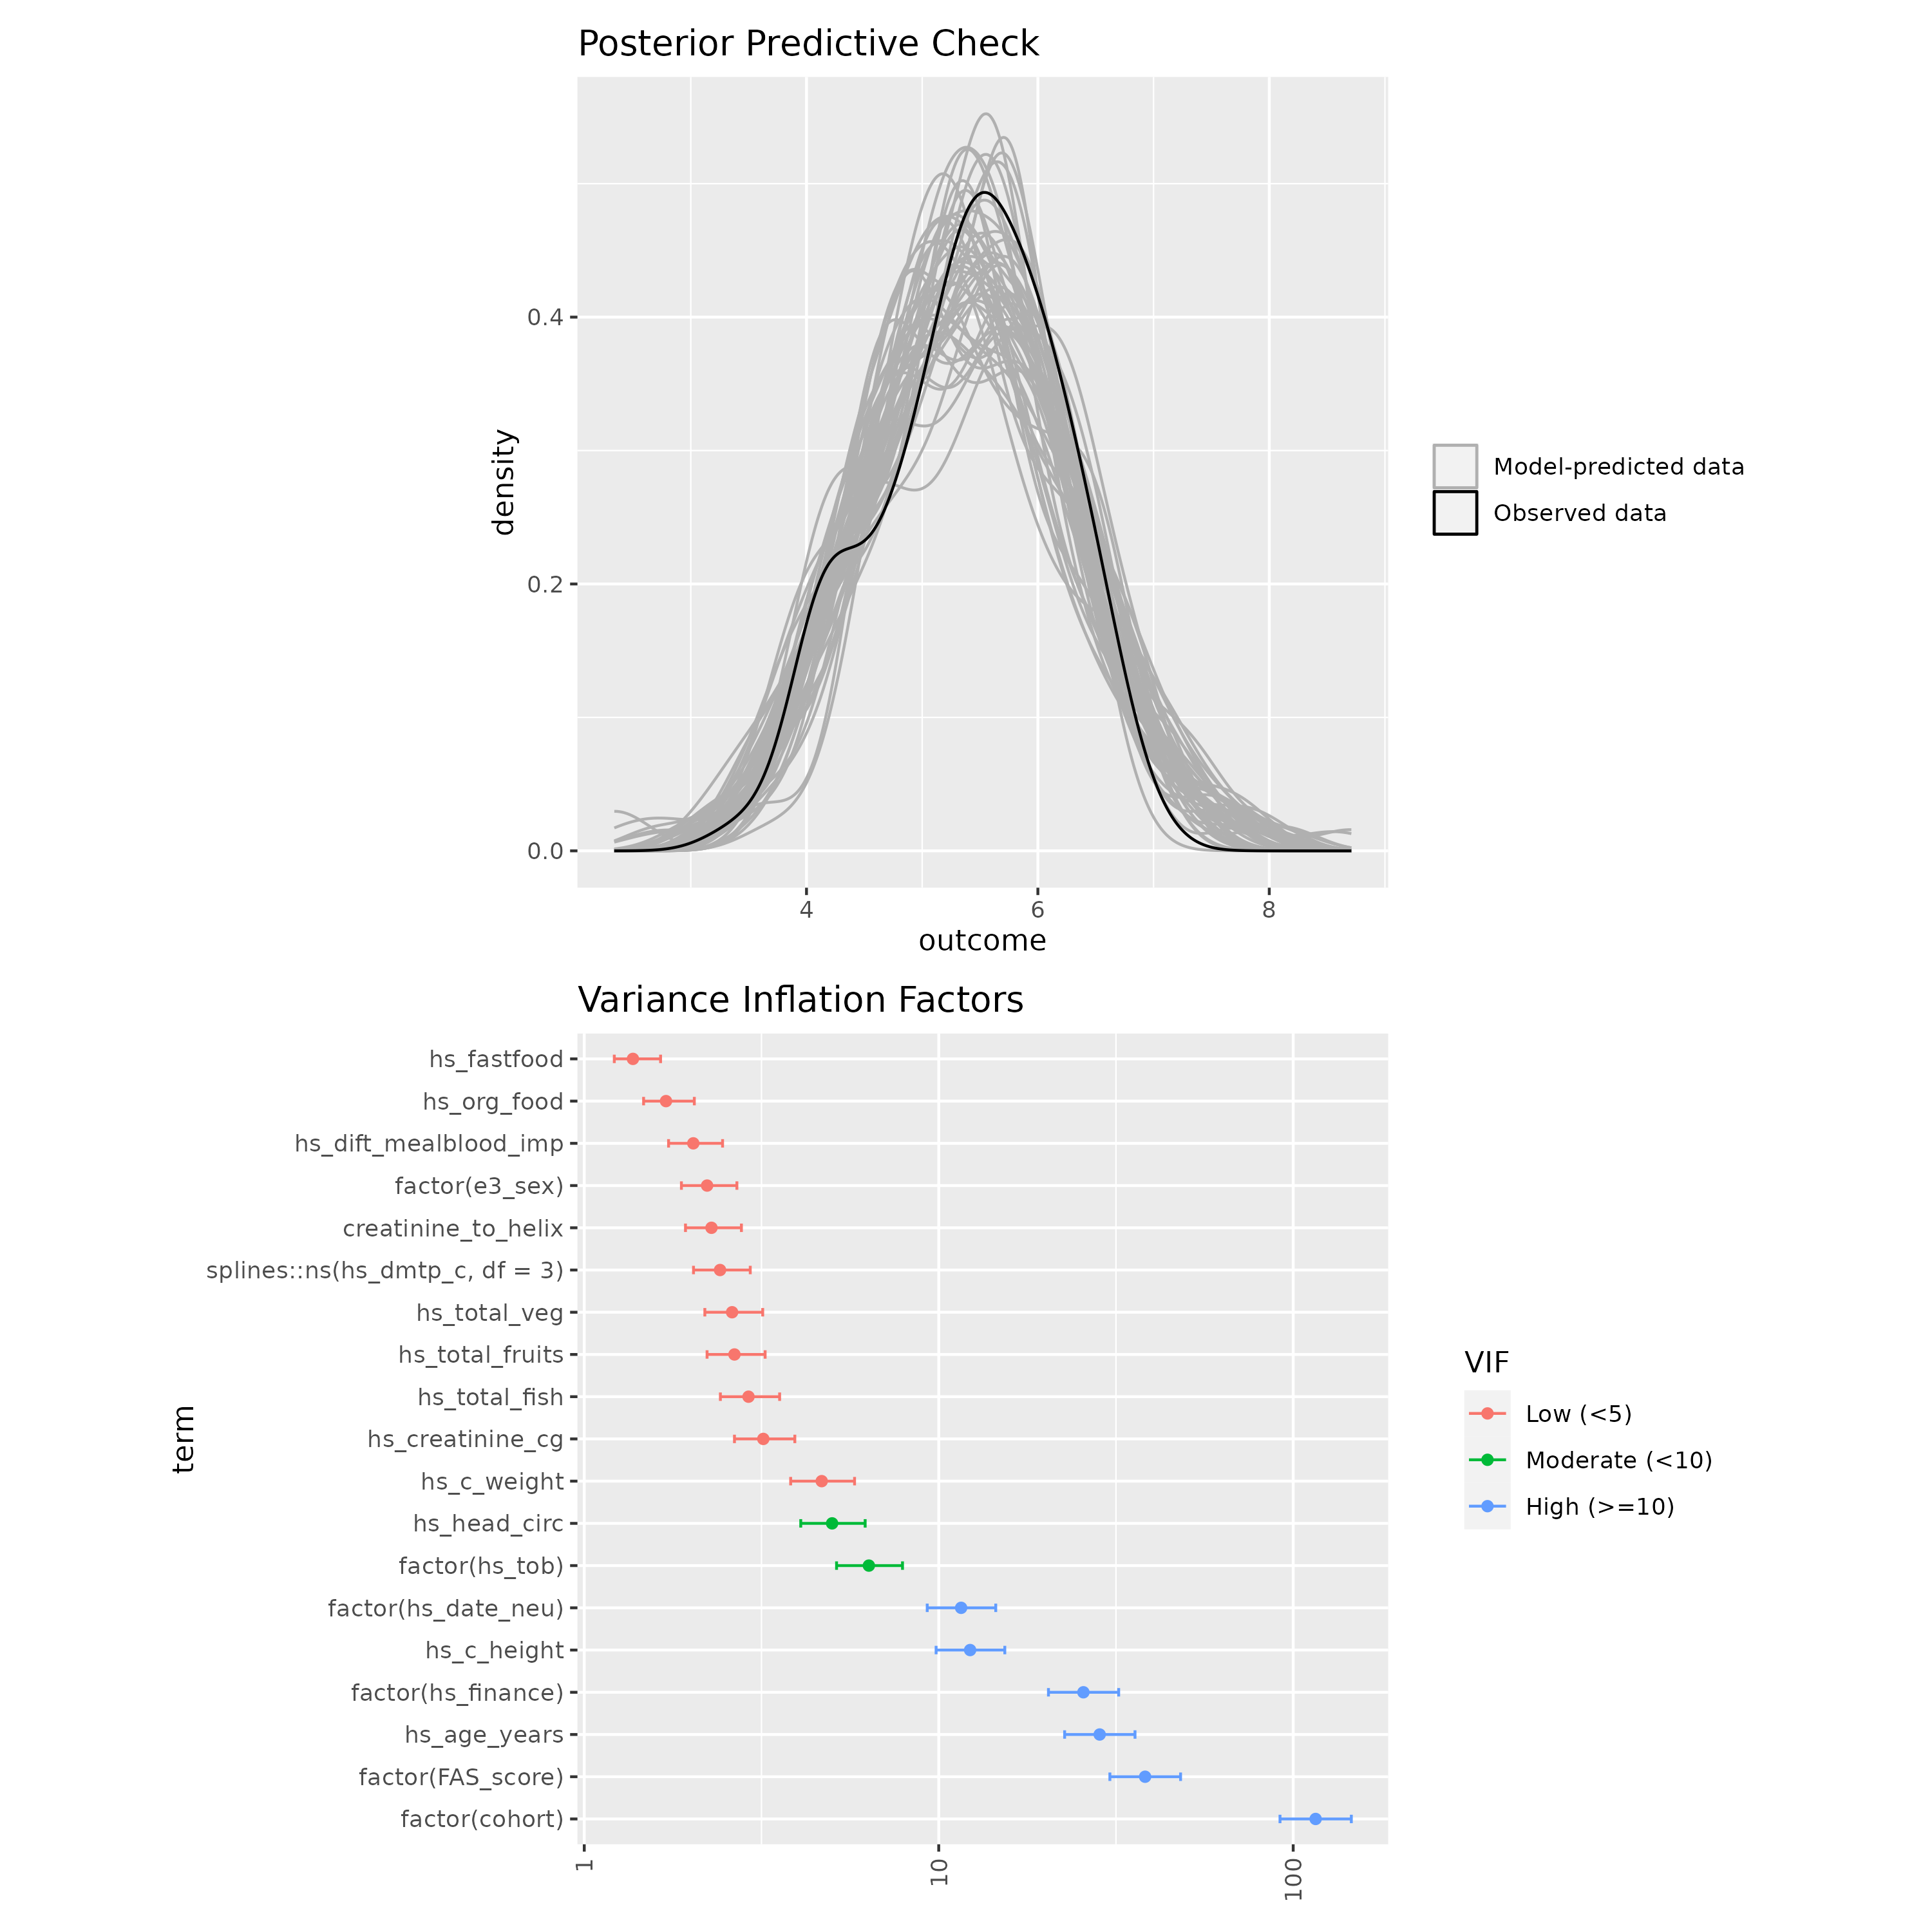 Posterior Predictive Check
density
0.4
0.2
0.0
4
6
8
outcome
Model-predicted data
Observed data
Variance Inflation Factors
term
hs_fastfood
hs_org_food
hs_dift_mealblood_imp
factor(e3_sex)
creatinine_to_helix
splines::ns(hs_dmtp_c, df = 3)
hs_total_veg
hs_total_fruits
hs_total_fish
hs_creatinine_cg
hs_c_weight
hs_head_circ
factor(hs_tob)
factor(hs_date_neu)
hs_c_height
factor(hs_finance)
hs_age_years
factor(FAS_score)
factor(cohort)
1
10
100
VIF
Low (<5)
Moderate (<10)
High (>=10)